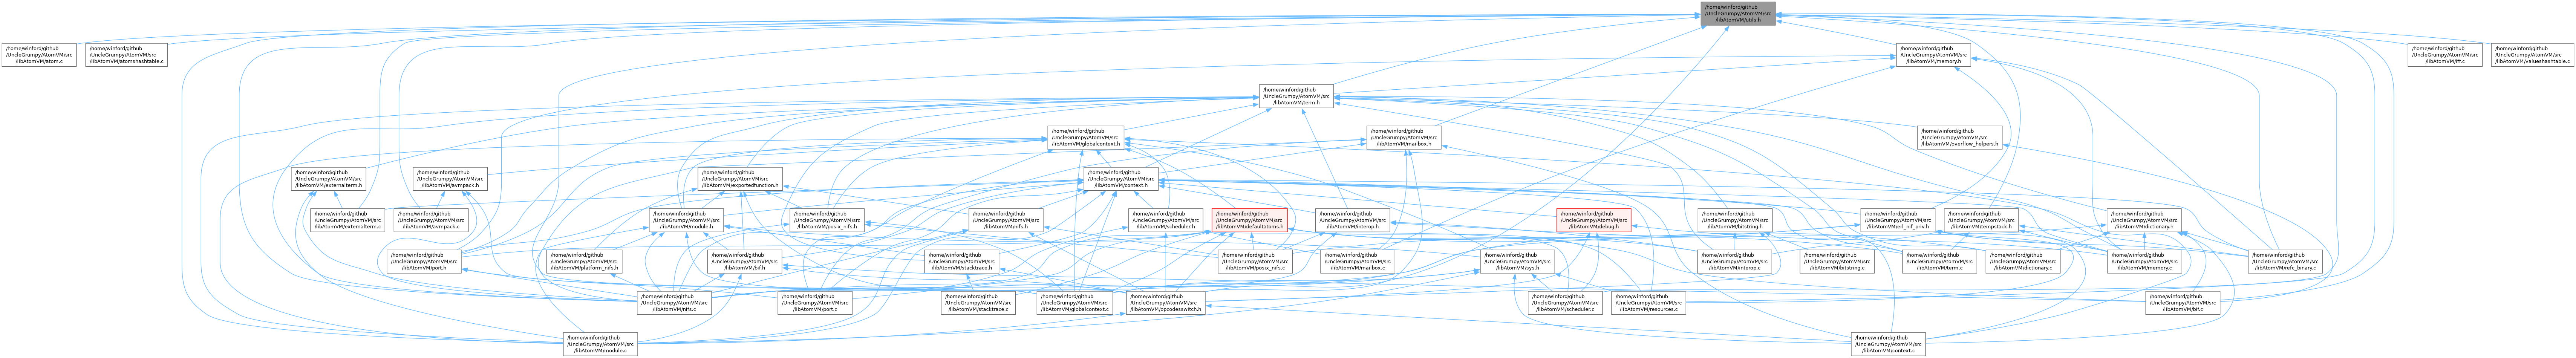 /home/winford/github
/UncleGrumpy/AtomVM/src
/libAtomVM/utils.h
/home/winford/github
/UncleGrumpy/AtomVM/src
/libAtomVM/atom.c
/home/winford/github
/UncleGrumpy/AtomVM/src
/libAtomVM/atomshashtable.c
/home/winford/github
/UncleGrumpy/AtomVM/src
/libAtomVM/memory.h
/home/winford/github
/UncleGrumpy/AtomVM/src
/libAtomVM/iff.c
/home/winford/github
/UncleGrumpy/AtomVM/src
/libAtomVM/valueshashtable.c
/home/winford/github
/UncleGrumpy/AtomVM/src
/libAtomVM/term.h
/home/winford/github
/UncleGrumpy/AtomVM/src
/libAtomVM/globalcontext.h
/home/winford/github
/UncleGrumpy/AtomVM/src
/libAtomVM/mailbox.h
/home/winford/github
/UncleGrumpy/AtomVM/src
/libAtomVM/overflow_helpers.h
/home/winford/github
/UncleGrumpy/AtomVM/src
/libAtomVM/externalterm.h
/home/winford/github
/UncleGrumpy/AtomVM/src
/libAtomVM/avmpack.h
/home/winford/github
/UncleGrumpy/AtomVM/src
/libAtomVM/exportedfunction.h
/home/winford/github
/UncleGrumpy/AtomVM/src
/libAtomVM/context.h
/home/winford/github
/UncleGrumpy/AtomVM/src
/libAtomVM/externalterm.c
/home/winford/github
/UncleGrumpy/AtomVM/src
/libAtomVM/avmpack.c
/home/winford/github
/UncleGrumpy/AtomVM/src
/libAtomVM/module.h
/home/winford/github
/UncleGrumpy/AtomVM/src
/libAtomVM/posix_nifs.h
/home/winford/github
/UncleGrumpy/AtomVM/src
/libAtomVM/nifs.h
/home/winford/github
/UncleGrumpy/AtomVM/src
/libAtomVM/scheduler.h
/home/winford/github
/UncleGrumpy/AtomVM/src
/libAtomVM/defaultatoms.h
/home/winford/github
/UncleGrumpy/AtomVM/src
/libAtomVM/interop.h
/home/winford/github
/UncleGrumpy/AtomVM/src
/libAtomVM/debug.h
/home/winford/github
/UncleGrumpy/AtomVM/src
/libAtomVM/bitstring.h
/home/winford/github
/UncleGrumpy/AtomVM/src
/libAtomVM/erl_nif_priv.h
/home/winford/github
/UncleGrumpy/AtomVM/src
/libAtomVM/tempstack.h
/home/winford/github
/UncleGrumpy/AtomVM/src
/libAtomVM/dictionary.h
/home/winford/github
/UncleGrumpy/AtomVM/src
/libAtomVM/port.h
/home/winford/github
/UncleGrumpy/AtomVM/src
/libAtomVM/platform_nifs.h
/home/winford/github
/UncleGrumpy/AtomVM/src
/libAtomVM/bif.h
/home/winford/github
/UncleGrumpy/AtomVM/src
/libAtomVM/stacktrace.h
/home/winford/github
/UncleGrumpy/AtomVM/src
/libAtomVM/posix_nifs.c
/home/winford/github
/UncleGrumpy/AtomVM/src
/libAtomVM/mailbox.c
/home/winford/github
/UncleGrumpy/AtomVM/src
/libAtomVM/sys.h
/home/winford/github
/UncleGrumpy/AtomVM/src
/libAtomVM/interop.c
/home/winford/github
/UncleGrumpy/AtomVM/src
/libAtomVM/bitstring.c
/home/winford/github
/UncleGrumpy/AtomVM/src
/libAtomVM/term.c
/home/winford/github
/UncleGrumpy/AtomVM/src
/libAtomVM/dictionary.c
/home/winford/github
/UncleGrumpy/AtomVM/src
/libAtomVM/memory.c
/home/winford/github
/UncleGrumpy/AtomVM/src
/libAtomVM/refc_binary.c
/home/winford/github
/UncleGrumpy/AtomVM/src
/libAtomVM/nifs.c
/home/winford/github
/UncleGrumpy/AtomVM/src
/libAtomVM/port.c
/home/winford/github
/UncleGrumpy/AtomVM/src
/libAtomVM/stacktrace.c
/home/winford/github
/UncleGrumpy/AtomVM/src
/libAtomVM/globalcontext.c
/home/winford/github
/UncleGrumpy/AtomVM/src
/libAtomVM/opcodesswitch.h
/home/winford/github
/UncleGrumpy/AtomVM/src
/libAtomVM/scheduler.c
/home/winford/github
/UncleGrumpy/AtomVM/src
/libAtomVM/resources.c
/home/winford/github
/UncleGrumpy/AtomVM/src
/libAtomVM/bif.c
/home/winford/github
/UncleGrumpy/AtomVM/src
/libAtomVM/module.c
/home/winford/github
/UncleGrumpy/AtomVM/src
/libAtomVM/context.c